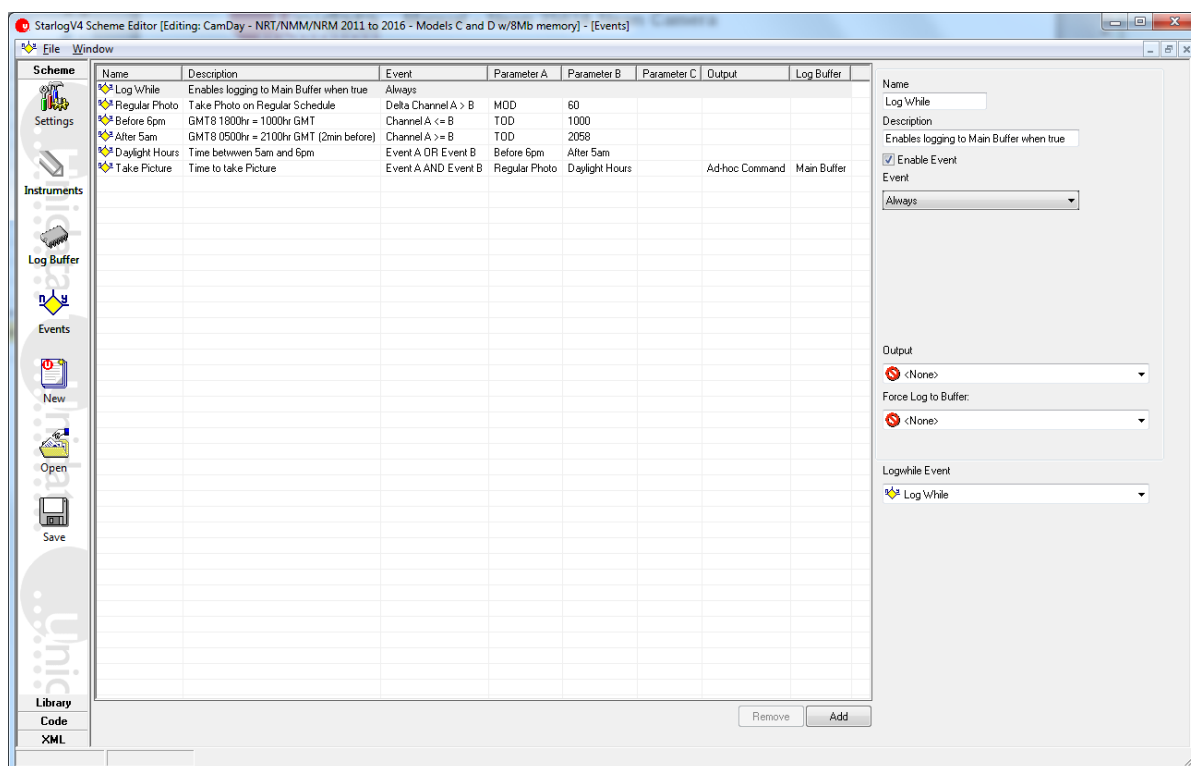 StarlogV4 Scheme Editor [Editing: CamDay - NRT/NMM/NRM 2011 to 2016 - Models C and D w/8Mb memory] - [Events]
File Window
Scheme
Settings
Instruments
Log Buffer
Events
New
Open
Save
Library
Code
XML
Name Description Event Parameter A Parameter B Parameter C Output Log Buffer
Log While Enables logging to Main Buffer when true Always
Regular Photo Take Photo on Regular Schedule Delta Channel A > B MOD 60
Before 6pm GMT8 1800hr = 1000hr GMT Channel A <= B TOD 1000
After 5am GMT8 0500hr = 2100hr GMT (2min before) Channel A >= B TOD 2058
Daylight Hours Time betwwen 5am and 6pm Event A OR Event B Before 6pm After 5am
Take Picture Time to take Picture Event A AND Event B Regular Photo Daylight Hours Ad-hoc Command Main Buffer
Remove Add
Name
Log While
Description
Enables logging to Main Buffer when true
Enable Event
Event
Always
Output
<None>
Force Log to Buffer:
<None>
Logwhile Event
Log While
Unidata